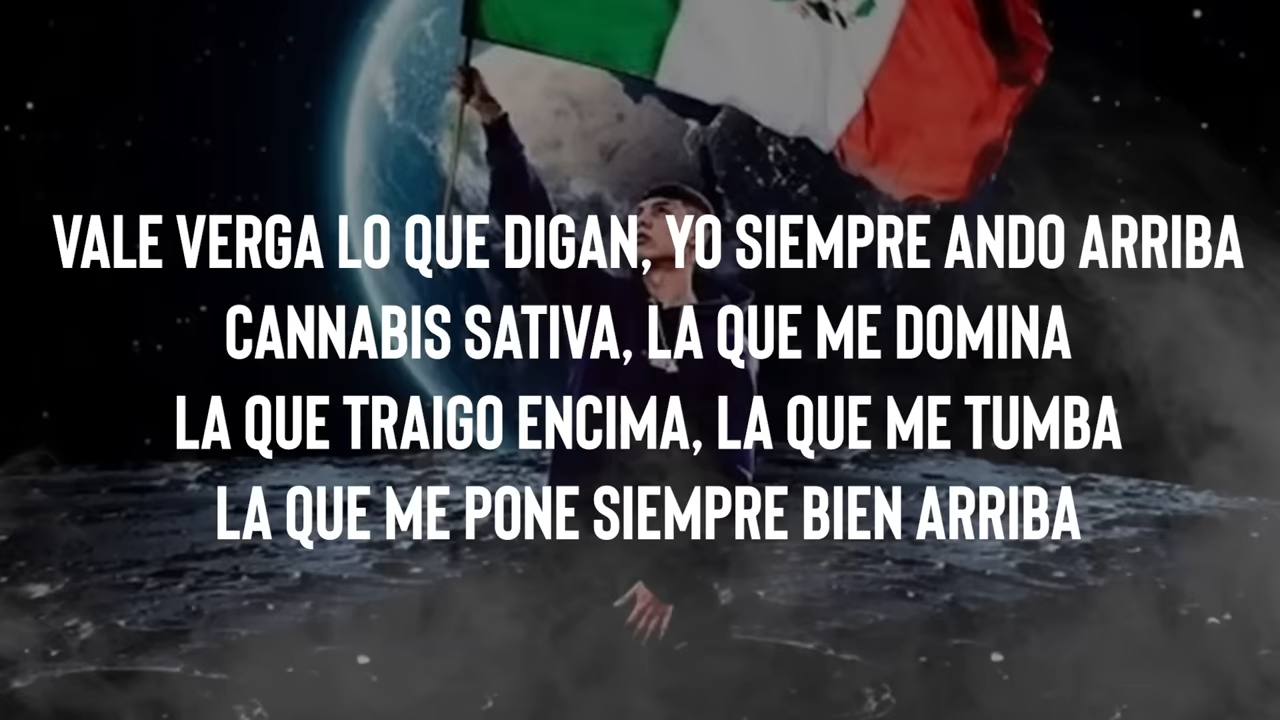 VALE VERGA LO QUE DIGAN, YO SIEMPRE ANDO ARRIBA
CANNABIS SATIVA, LA QUE ME DOMINA
LA QUE TRAIGO ENCIMA, LA QUE ME TUMBA
LA QUE ME PONE SIEMPRE BIEN ARRIBA